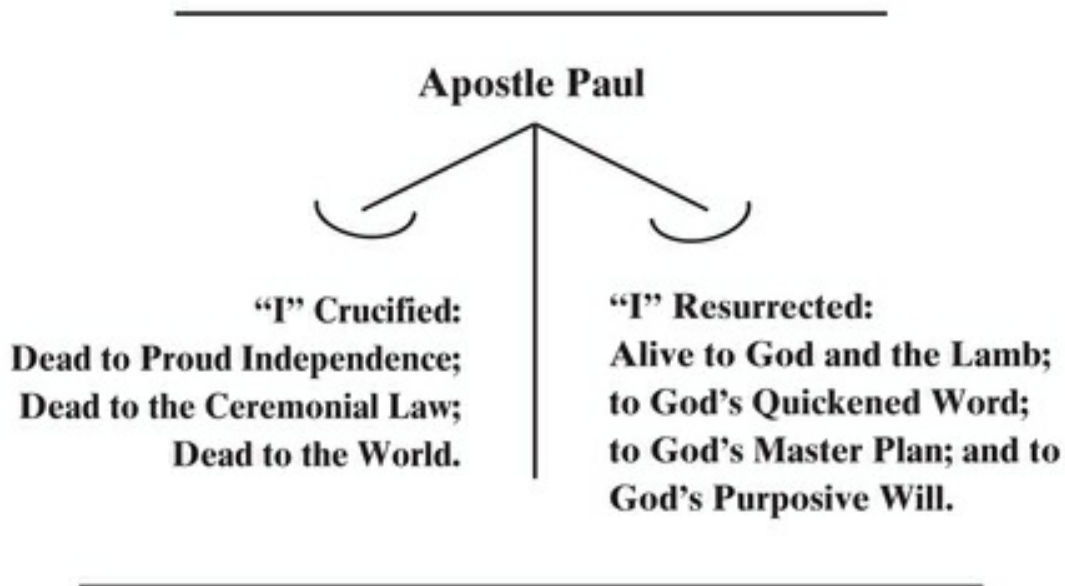 Apostle Paul
“I” Crucified:
Dead to Proud Independence;
Dead to the Ceremonial Law;
Dead to the World.
“I” Resurrected:
Alive to God and the Lamb;
to God’s Quickened Word;
to God’s Master Plan; and to
God’s Purposive Will.